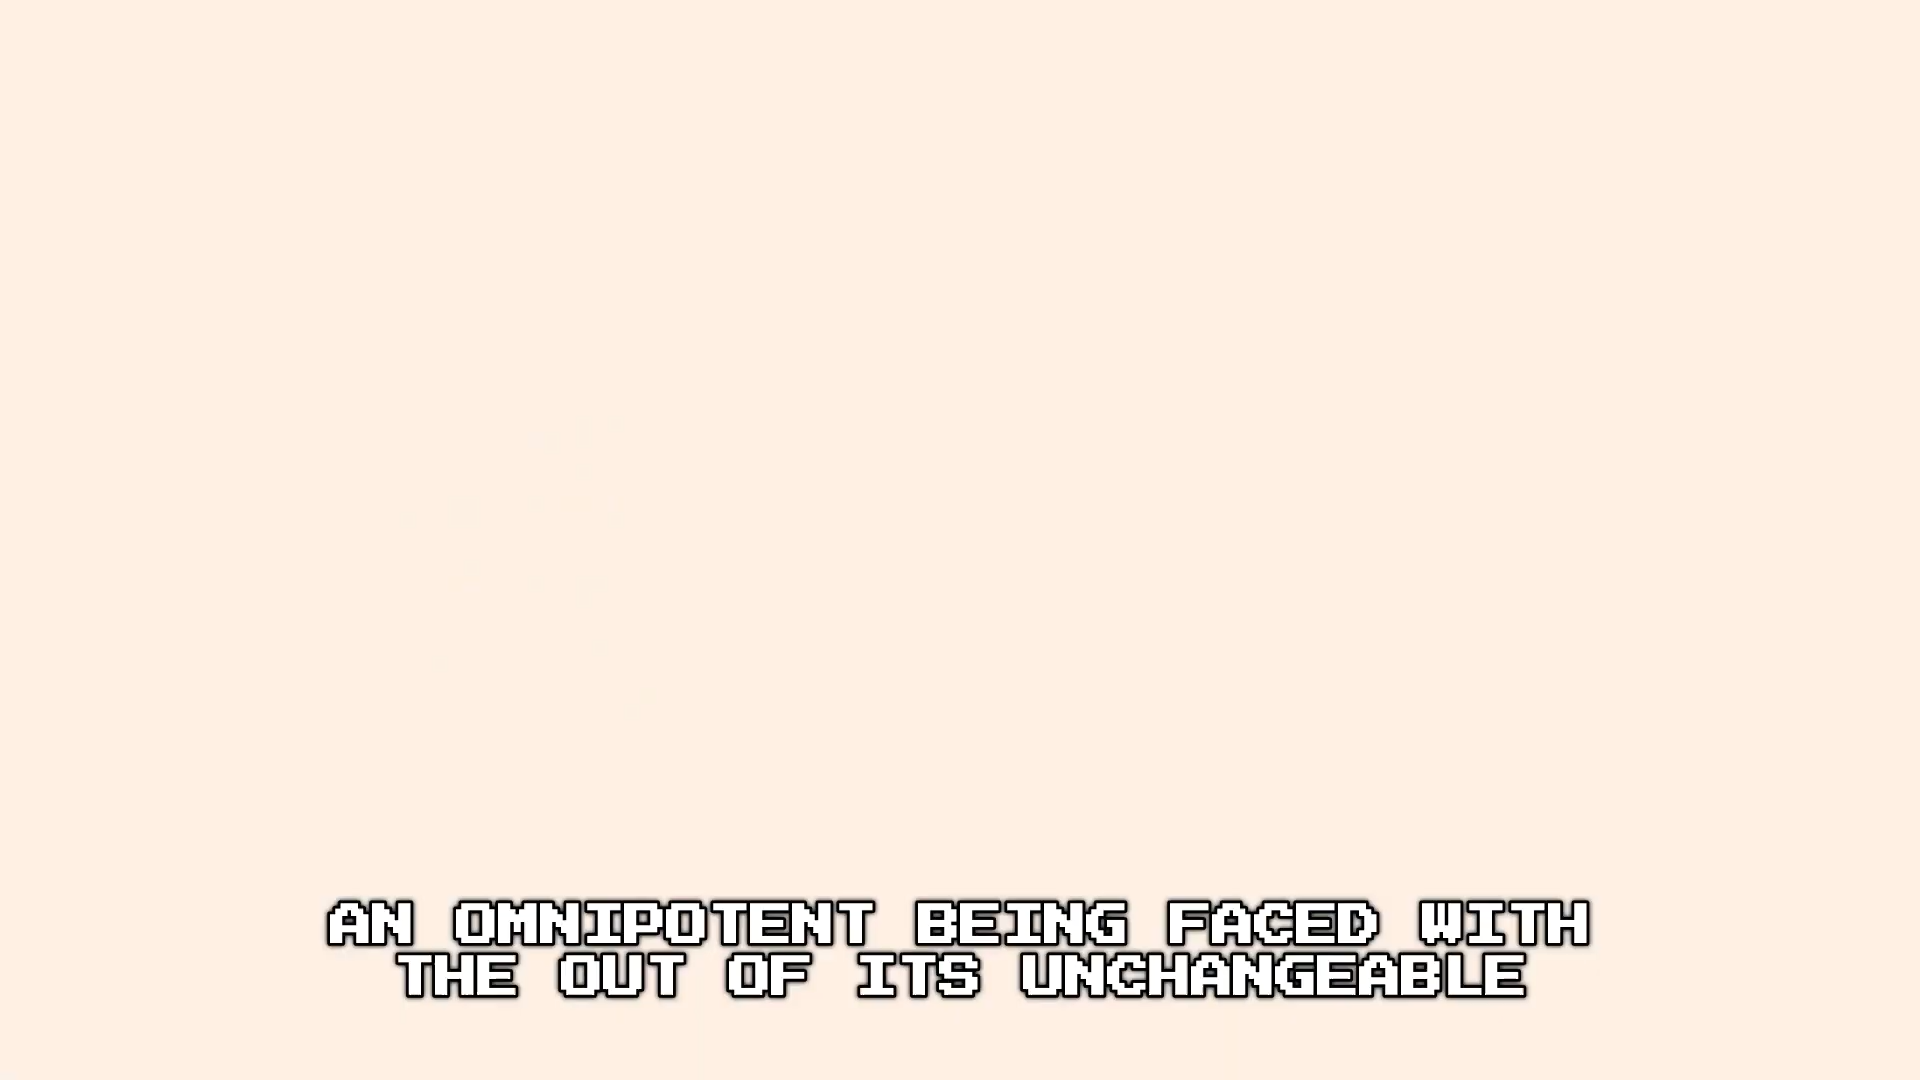 AN OMNIPOTENT BEING FACED WITH
THE OUT OF ITS UNCHANGEABLE